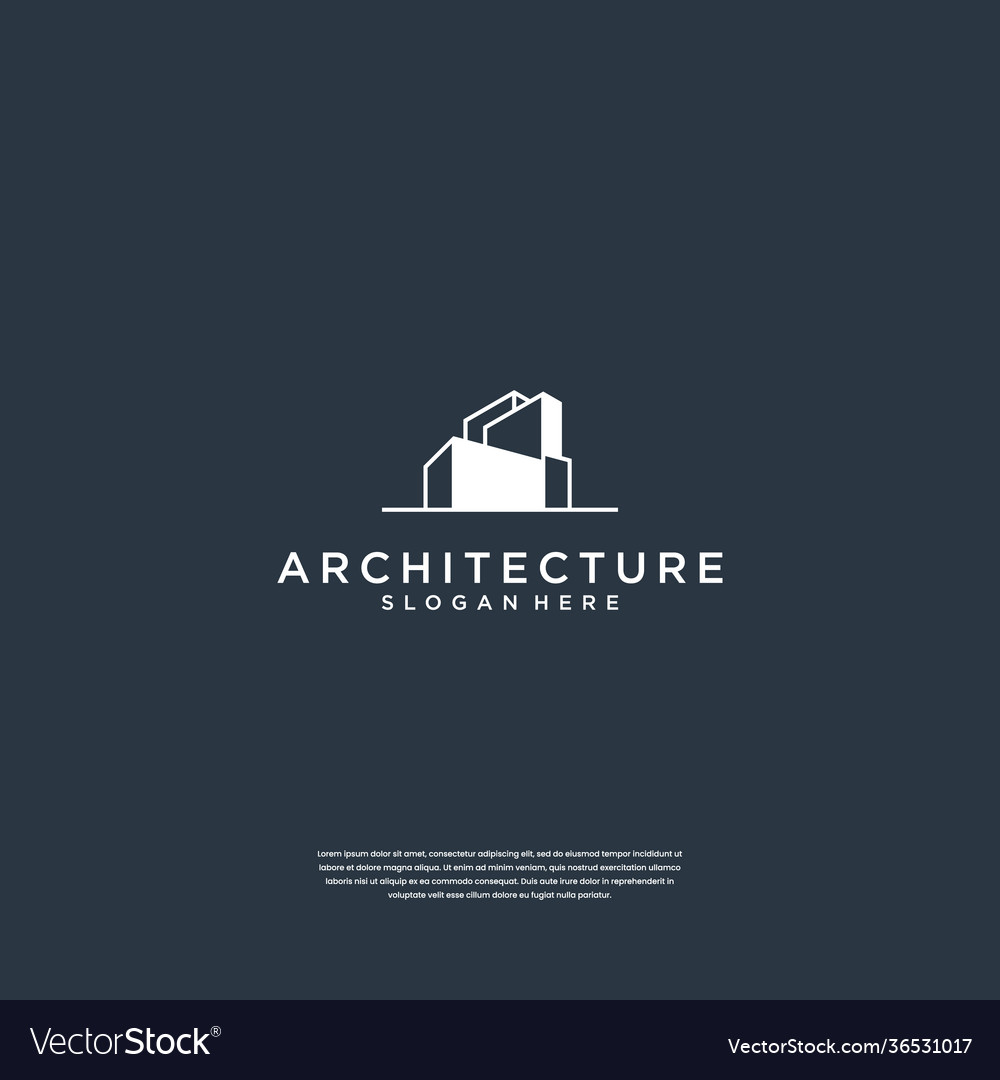 ARCHITECTURE
SLOGAN HERE
Lorem ipsum dolor sit amet, consectetur adipiscing elit, sed do eiusmod tempor incididunt ut
labore et dolore magna aliqua. Ut enim ad minim veniam, quis nostrud exercitation ullamco
laboris nisi ut aliquip ex ea commodo consequat. Duis aute irure dolor in reprehenderit in
voluptate velit esse cillum dolore eu fugiat nulla pariatur.
VectorStock® VectorStock.com/36531017